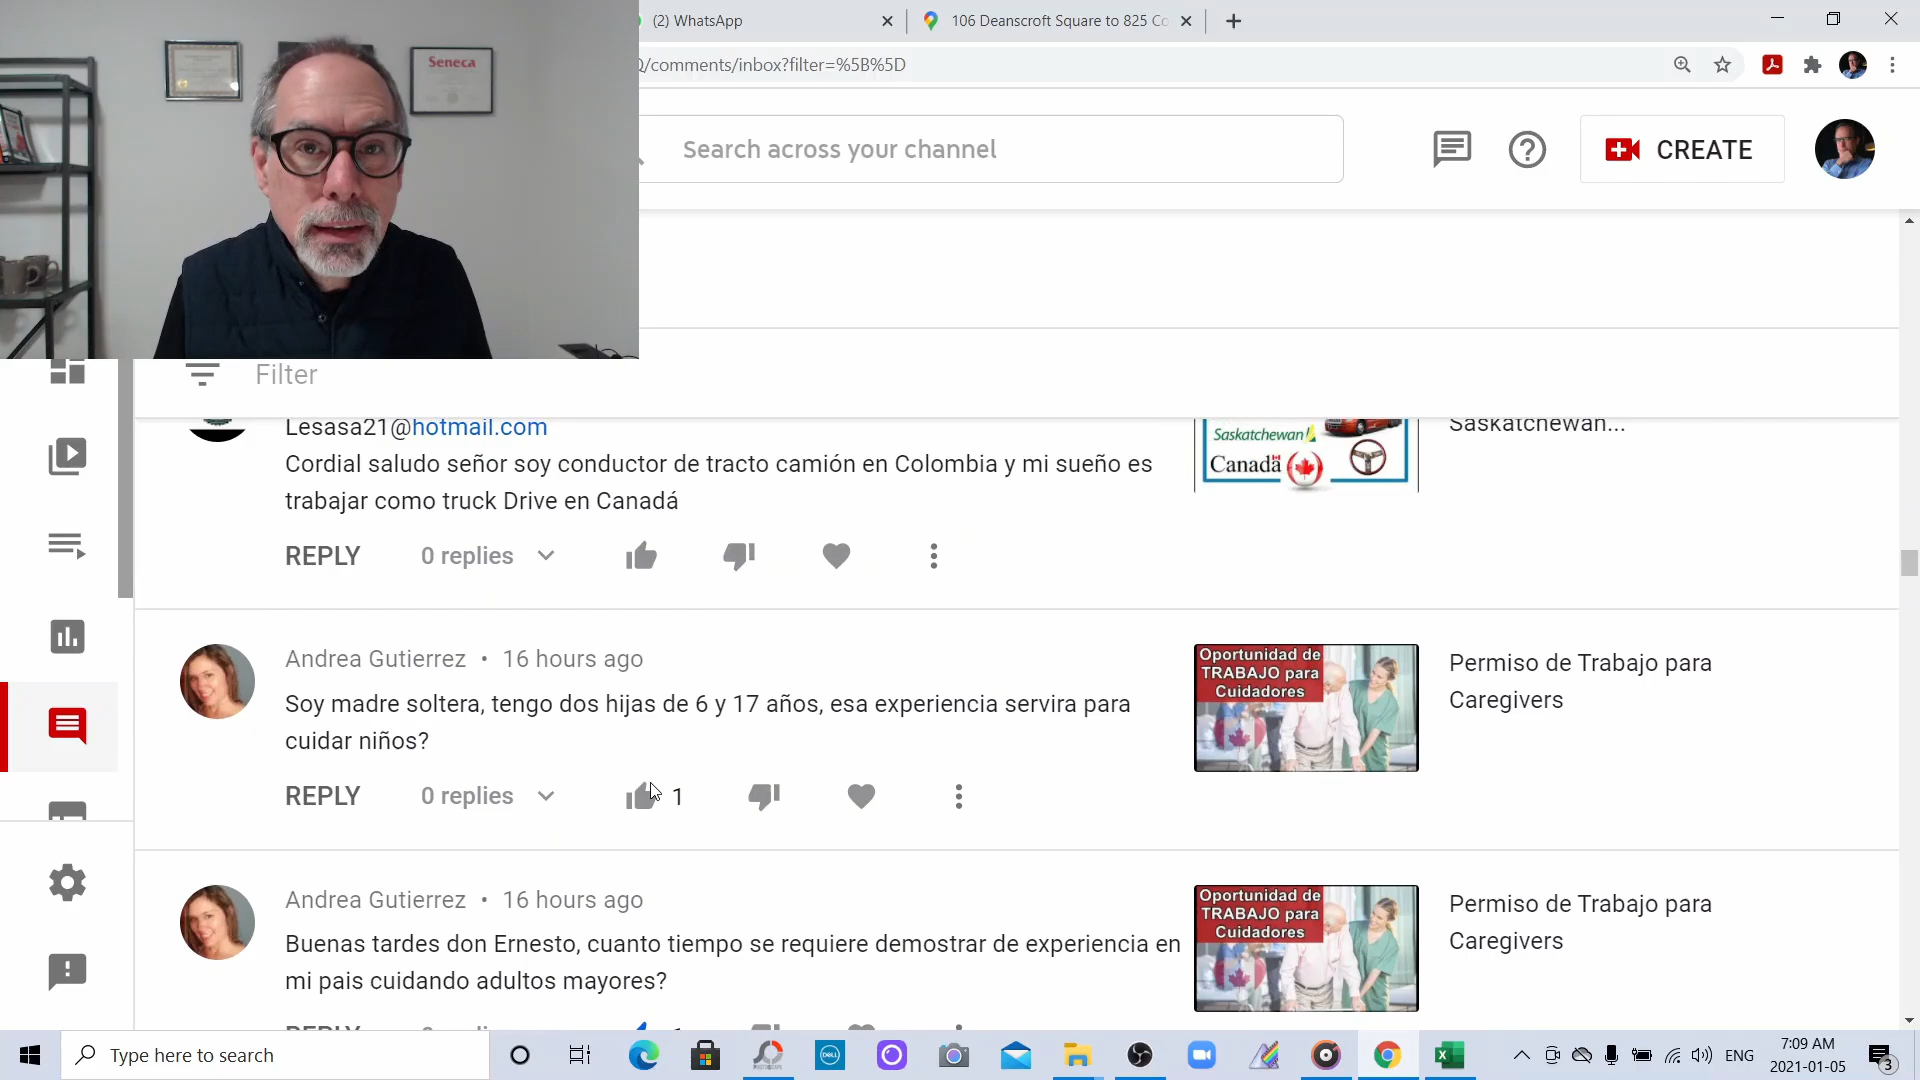 (2) WhatsApp
106 Deanscroft Square to 825 Co
/comments/inbox?filter=%5B%5D
Seneca
Search across your channel
CREATE
Filter
Lesasa21@hotmail.com
Cordial saludo señor soy conductor de tracto camión en Colombia y mi sueño es
trabajar como truck Drive en Canadá
REPLY 0 replies
Saskatchewan!
Canada
Saskatchewan...
Andrea Gutierrez • 16 hours ago
Soy madre soltera, tengo dos hijas de 6 y 17 años, esa experiencia servira para
cuidar niños?
REPLY 0 replies 1
Oportunidad de
TRABAJO para
Cuidadores
Permiso de Trabajo para
Caregivers
Andrea Gutierrez • 16 hours ago
Buenas tardes don Ernesto, cuanto tiempo se requiere demostrar de experiencia en
mi pais cuidando adultos mayores?
Oportunidad de
TRABAJO para
Cuidadores
Permiso de Trabajo para
Caregivers
Type here to search
DELL
ENG
7:09 AM
2021-01-05
3